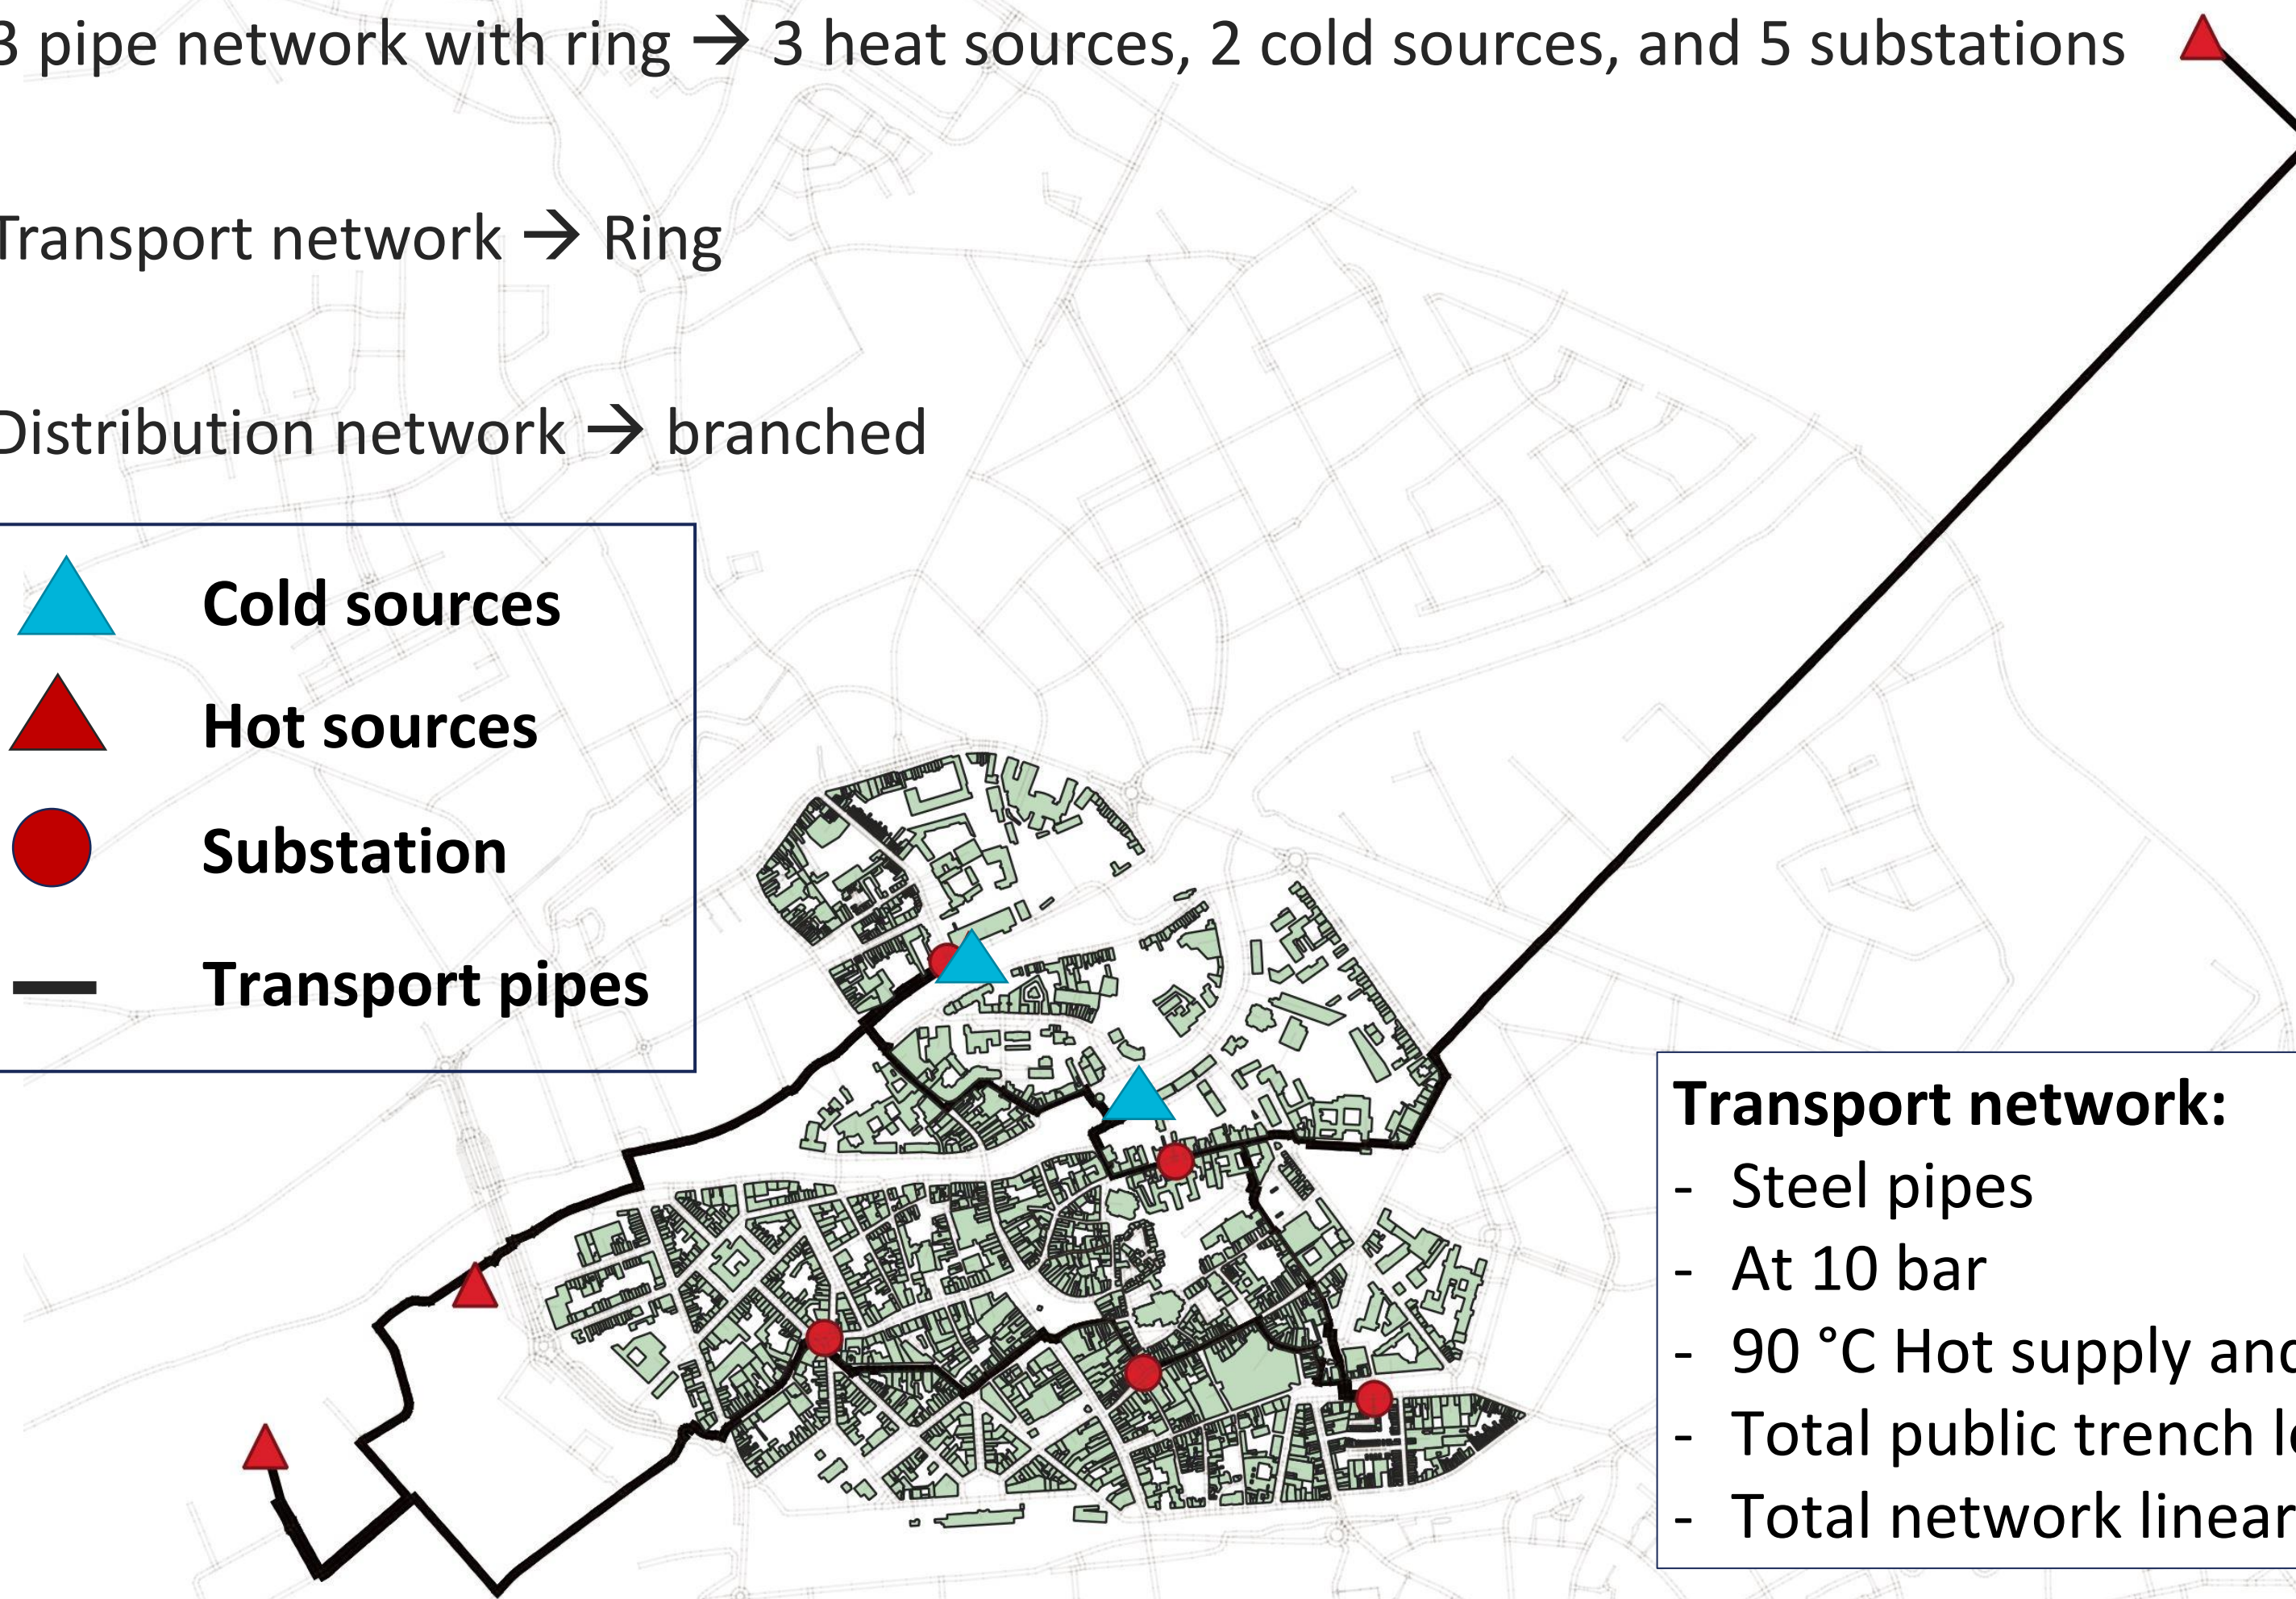 3 pipe network with ring → 3 heat sources, 2 cold sources, and 5 substations
Transport network → Ring
Distribution network → branched
Cold sources
Hot sources
Substation
Transport pipes
Transport network:
- Steel pipes
- At 10 bar
- 90 °C Hot supply
- Total public trench
- Total network linear